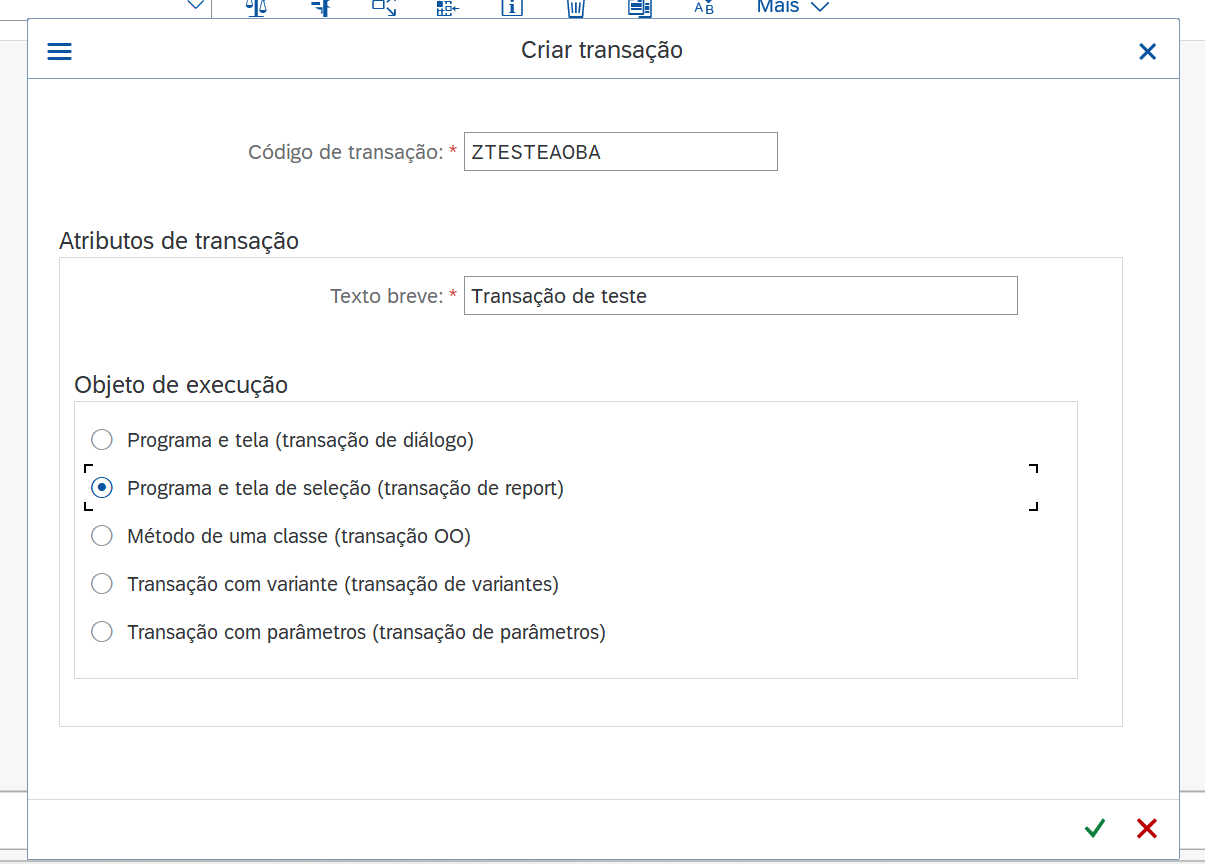 AB
Mais
Criar transação
Código de transação: * ZTESTEAOBA
Atributos de transação
Texto breve: * Transação de teste
Objeto de execução
Programa e tela (transação de diálogo)
Programa e tela de seleção (transação de report)
Método de uma classe (transação OO)
Transação com variante (transação de variantes)
Transação com parâmetros (transação de parâmetros)